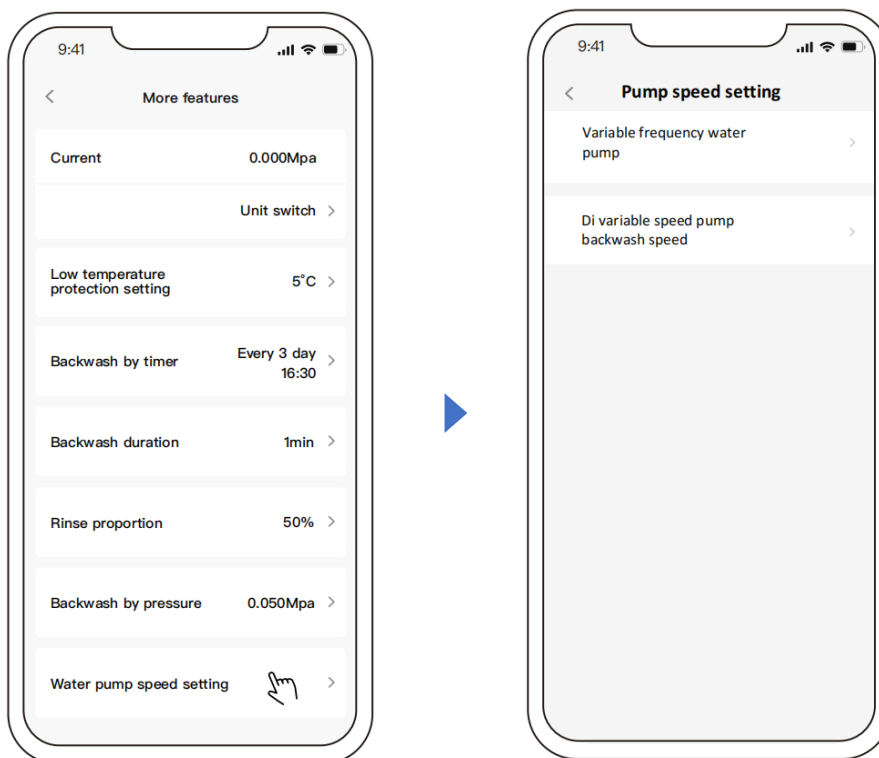 9:41
More features
Current 0.000Mpa
Unit switch
Low temperature
protection setting 5°C
Backwash by timer Every 3 day
16:30
Backwash duration 1min
Rinse proportion 50%
Backwash by pressure 0.050Mpa
Water pump speed setting
9:41
Pump speed setting
Variable frequency water
pump
Di variable speed pump
backwash speed